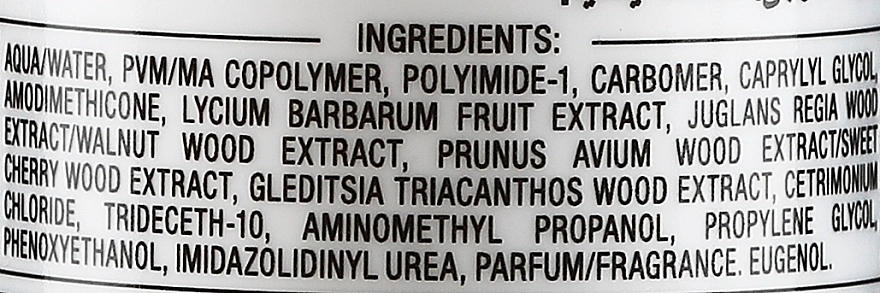 INGREDIENTS:
AQUA/WATER, PVM/MA COPOLYMER, POLYIMIDE-1, CARBOMER, CAPRYLYL GLYCOL,
AMODIMETHICONE, LYCIUM BARBARUM FRUIT EXTRACT, JUGLANS REGIA WOOD
EXTRACT/WALNUT WOOD EXTRACT, PRUNUS AVIUM WOOD EXTRACT/SWEET
CHERRY WOOD EXTRACT, GLEDITSIA TRIACANTHOS WOOD EXTRACT, CETRIMONIUM
CHLORIDE, TRIDECETH-10, AMINOMETHYL PROPANOL, PROPYLENE GLYCOL,
PHENOXYETHANOL, IMIDAZOLIDINYL UREA, PARFUM/FRAGRANCE. EUGENOL.